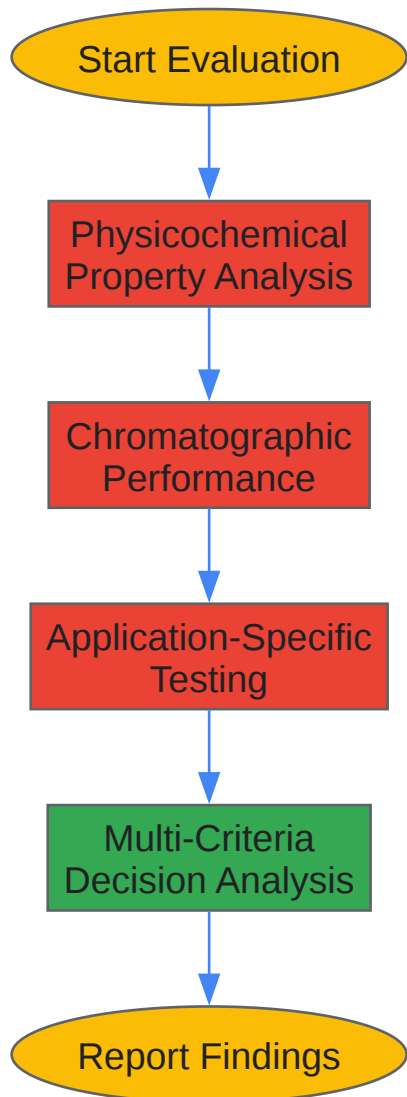 Start Evaluation
Physicochemical
Property Analysis
Chromatographic
Performance
Application-Specific
Testing
Multi-Criteria
Decision Analysis
Report Findings